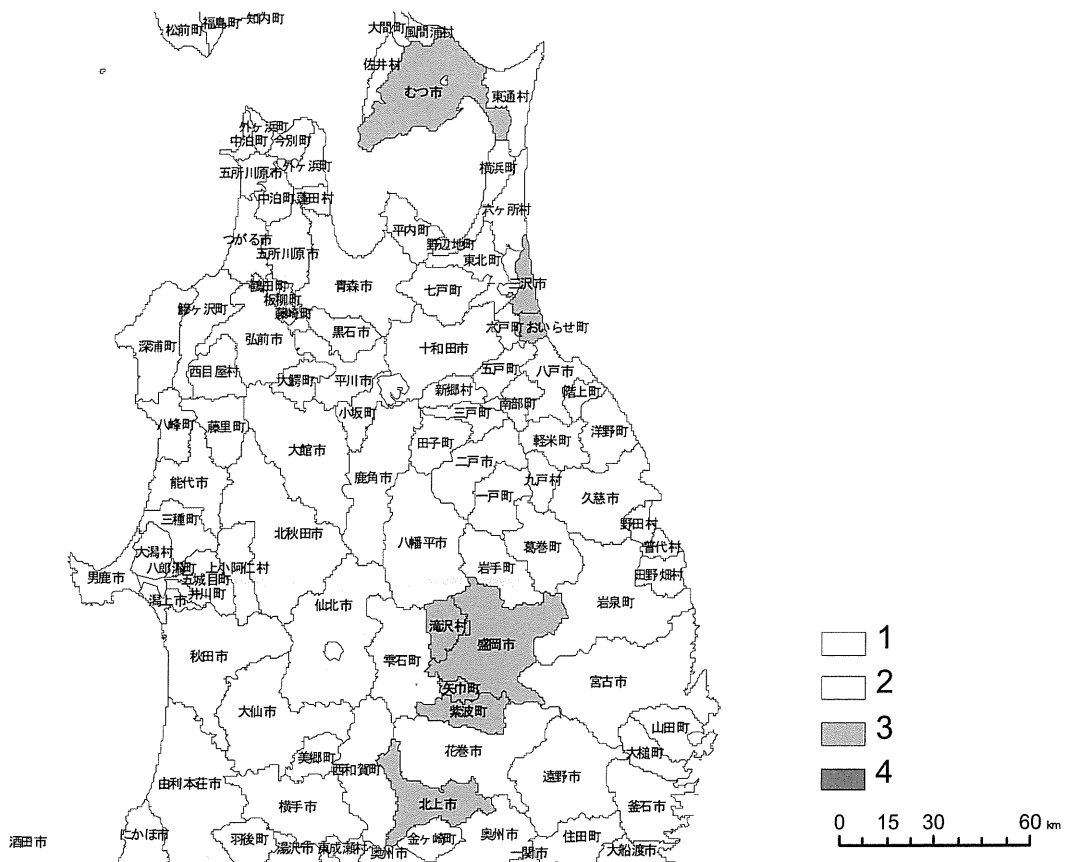 松前町
福島町
知内町
大間町
風間浦村
佐井村
むつ市
東通村
外ヶ浜町
中泊町
今別町
五所川原市
外ヶ浜町
横浜町
中泊町
蓬田村
六ヶ所村
平内町
つがる市
野辺地町
五所川原市
東北町
青森市
七戸町
三沢市
鶴田町
板柳町
鰺ヶ沢町
藤崎町
六戸町
おいらせ町
黒石市
弘前市
深浦町
十和田市
西目屋村
五戸町
八戸市
大鰐町
平川市
新郷村
階上町
南部町
小坂町
三戸町
八峰町
藤里町
田子町
軽米町
洋野町
大館市
二戸市
鹿角市
能代市
九戸村
一戸町
久慈市
三種町
野田村
北秋田市
八幡平市
葛巻町
普代村
大潟村
八郎潟町
上小阿仁村
岩手町
田野畑村
男鹿市
五城目町
井川町
潟上市
仙北市
岩泉町
滝沢村
盛岡市
秋田市
雫石町
宮古市
矢巾町
大仙市
紫波町
山田町
花巻市
大槌町
美郷町
西和賀町
遠野市
由利本荘市
横手市
北上市
釜石市
にかほ市
羽後町
金ヶ崎町
奥州市
住田町
酒田市
湯沢市
東成瀬村
奥州市
一関市
大船渡市
1
2
3
4
0 15 30 60 km